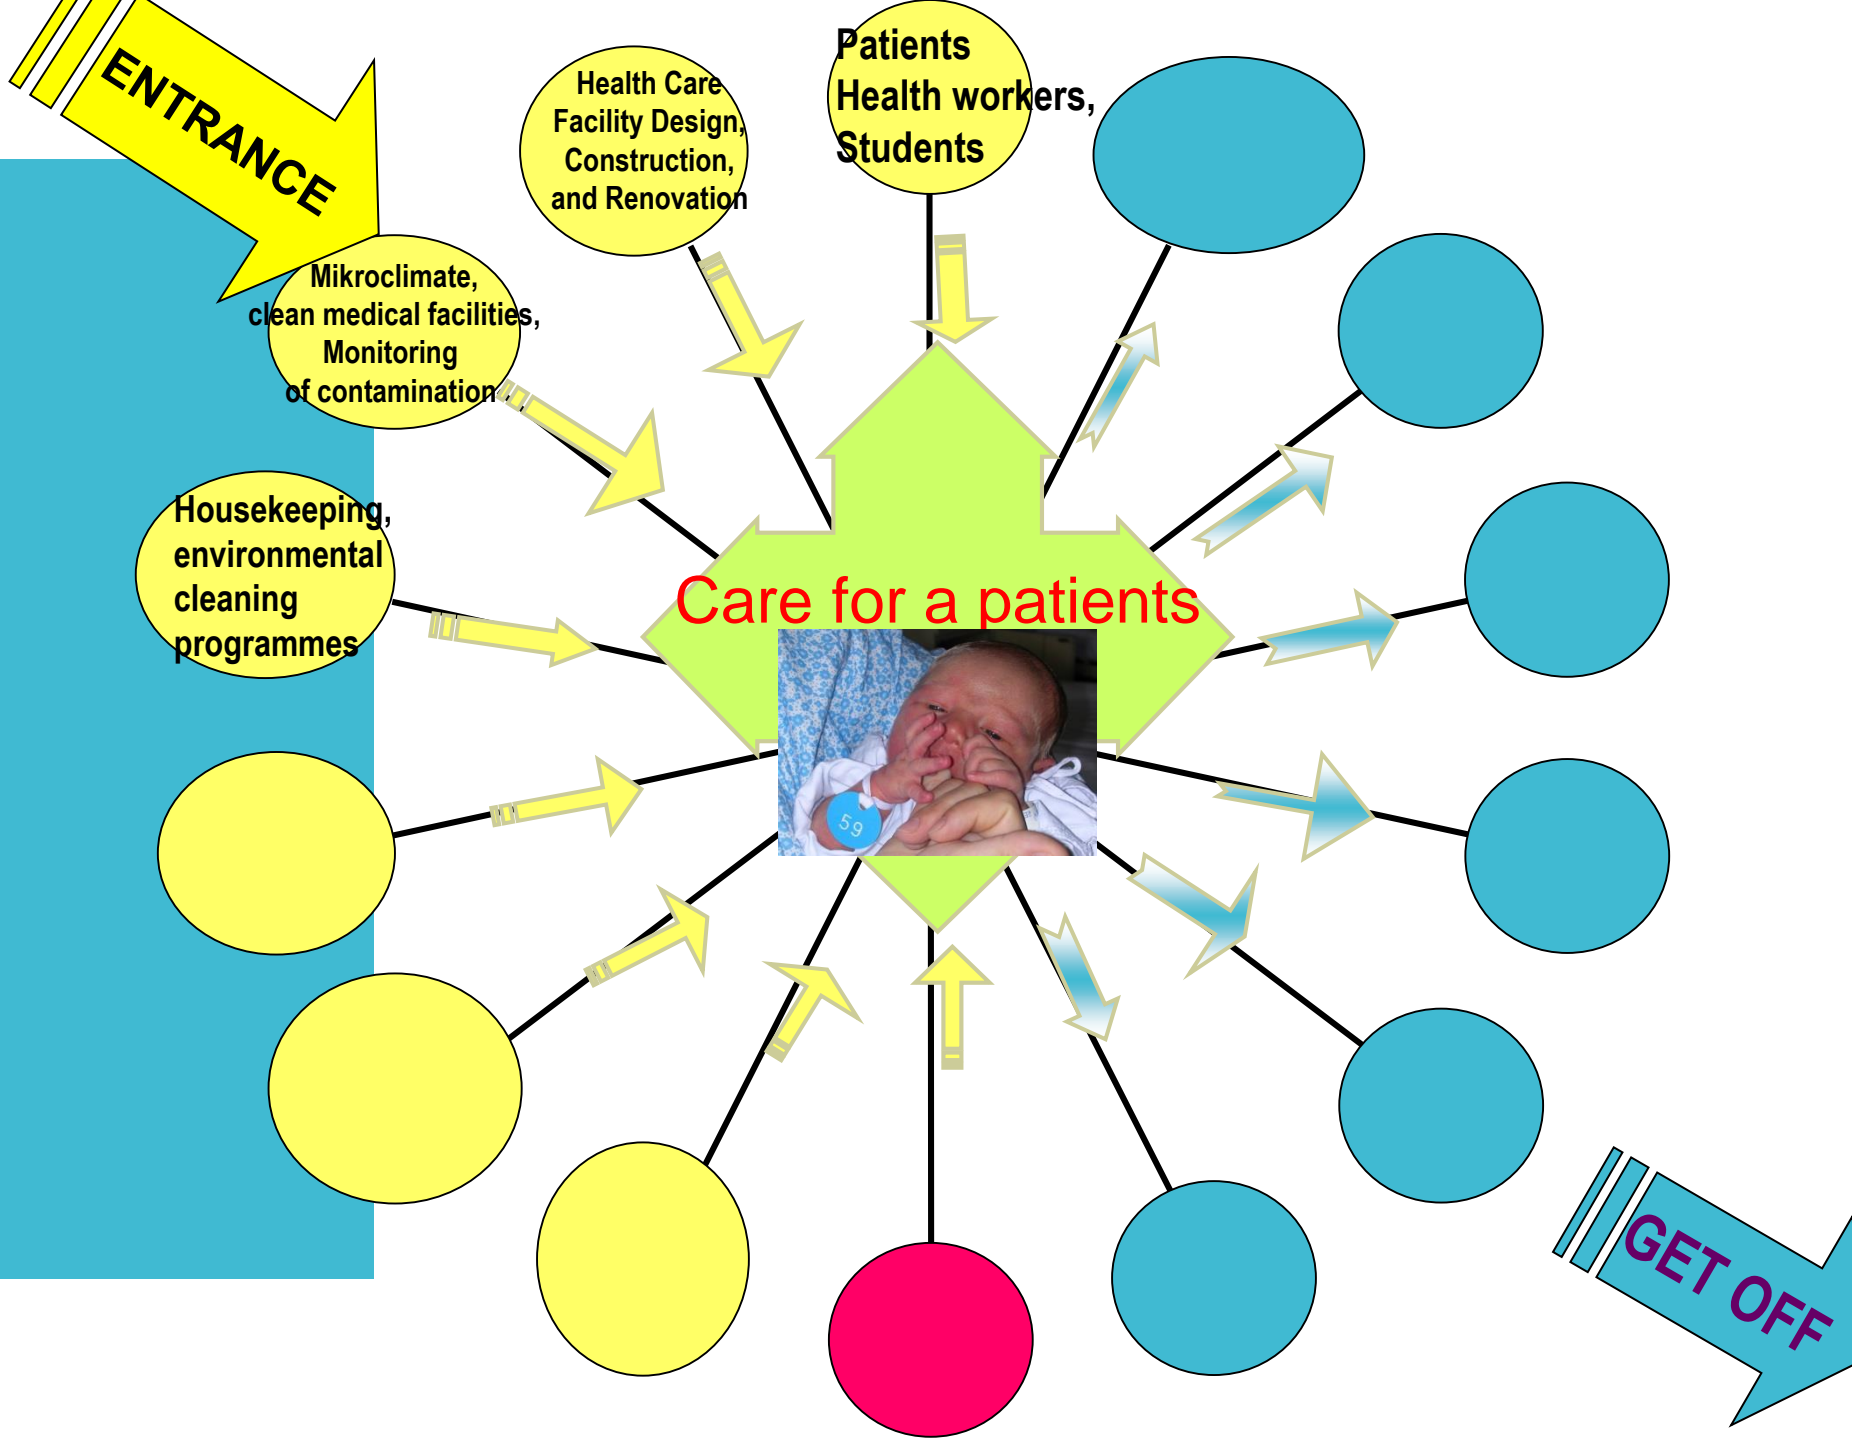 ENTRANCE
Health Care
Facility Design,
Construction,
and Renovation
Patients
Health workers,
Students
Mikroclimate,
clean medical facilities,
Monitoring
of contamination
Housekeeping,
environmental
cleaning
programmes
Care for a patients
59
GET OFF